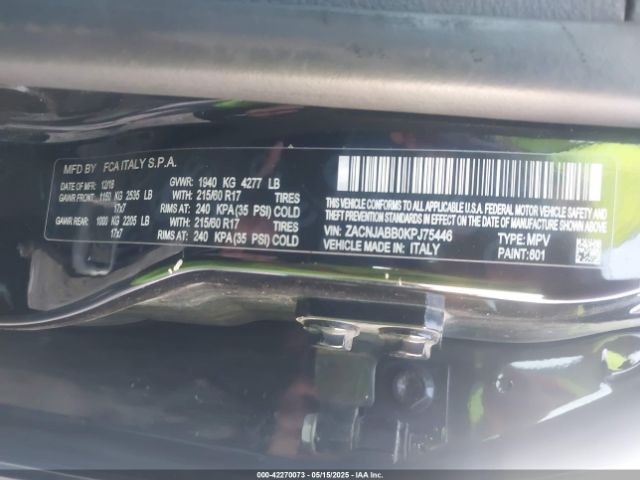 MFD BY FCA ITALY S.P.A.
DATE OF MFR: 12/18 GVWR: 1940 KG 4277 LB
GAWR FRONT: 1150 KG 2535 LB WITH: 215/60 R17 TIRES
17x7 RIMS AT: 240 KPA(35 PSI) COLD
GAWR REAR: 1000 KG 2205 LB WITH: 215/60 R17 TIRES
17x7 RIMS AT: 240 KPA(35 PSI) COLD
THIS VEHICLE CONFORMS TO ALL APPLICABLE U.S.A. FEDERAL MOTOR VEHICLE SAFETY AND
THEFT PREVENTION STANDARDS IN EFFECT ON THE DATE OF MANUFACTURE SHOWN ABOVE.
VIN: ZACNJABB0KPJ75446 TYPE: MPV
VEHICLE MADE IN: ITALY PAINT: 601
000-42270073 - 05/15/2025 - IAAI.COM